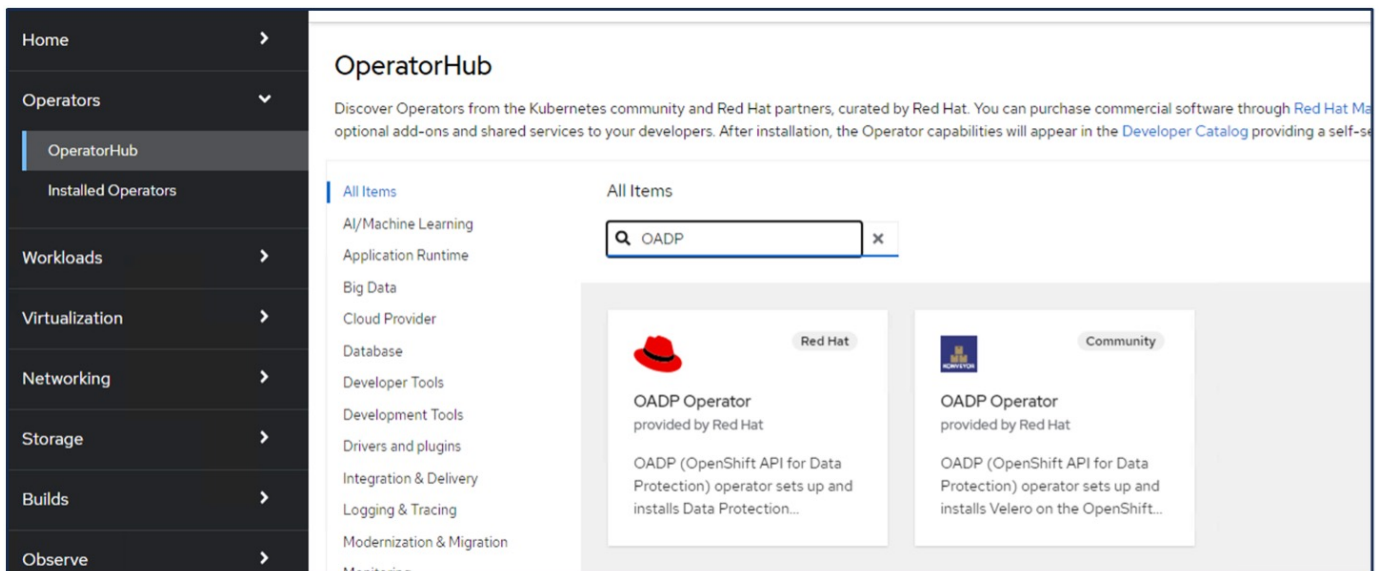 Home
Operators
OperatorHub
Installed Operators
Workloads
Virtualization
Networking
Storage
Builds
Observe
OperatorHub
Discover Operators from the Kubernetes community and Red Hat partners, curated by Red Hat. You can purchase commercial software through Red Hat Ma
optional add-ons and shared services to your developers. After installation, the Operator capabilities will appear in the Developer Catalog providing a self-se
All Items
AI/Machine Learning
Application Runtime
Big Data
Cloud Provider
Database
Developer Tools
Development Tools
Drivers and plugins
Integration & Delivery
Logging & Tracing
Modernization & Migration
Monitoring
All Items
OADP
Red Hat
OADP Operator
provided by Red Hat
OADP (OpenShift API for Data
Protection) operator sets up and
installs Data Protection...
KONVEYOR
Community
OADP Operator
provided by Red Hat
OADP (OpenShift API for Data
Protection) operator sets up and
installs Velero on the OpenShift...